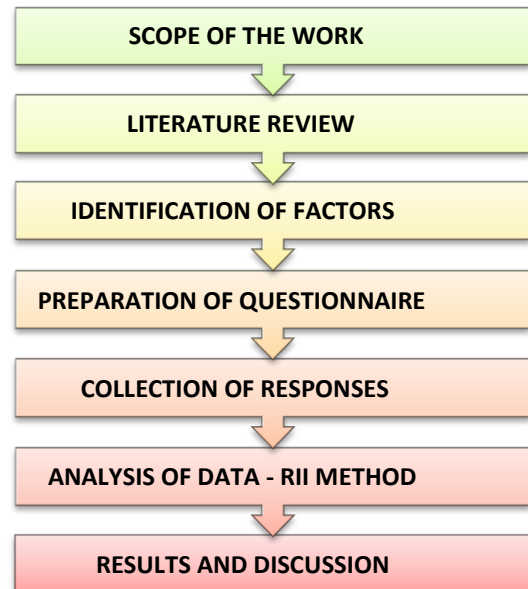 SCOPE OF THE WORK
LITERATURE REVIEW
IDENTIFICATION OF FACTORS
PREPARATION OF QUESTIONNAIRE
COLLECTION OF RESPONSES
ANALYSIS OF DATA - RII METHOD
RESULTS AND DISCUSSION